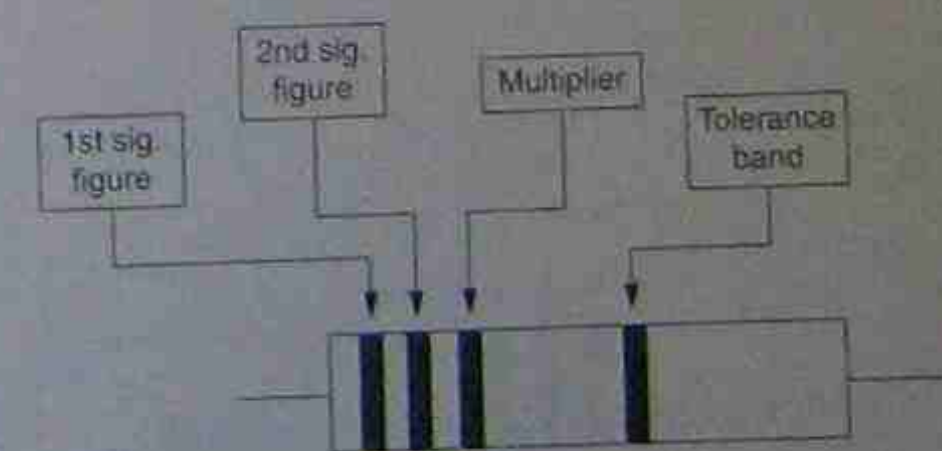 1st sig.
figure
2nd sig.
figure
Multiplier
Tolerance
band